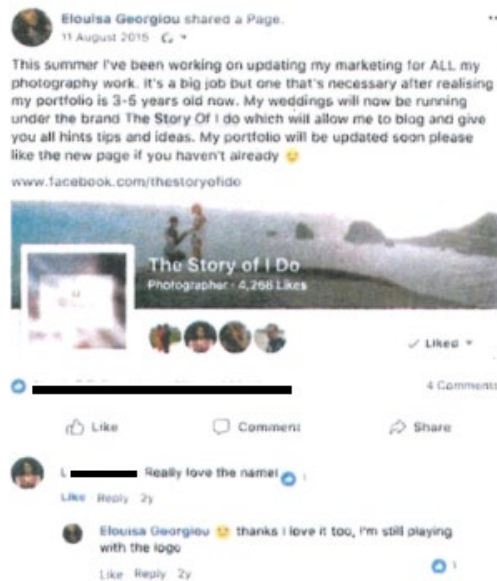 Elouisa Georgiou shared a Page.
11 August 2015
This summer I've been working on updating my marketing for ALL my
photography work. it's a big job but one that's necessary after realising
my portfolio is 3-5 years old now. My weddings will now be running
under the brand The Story Of I do which will allow me to blog and give
you all hints tips and ideas. My portfolio will be updated soon please
like the new page if you haven't already
www.facebook.com/thestoryofido
The Story of I Do
Photographer · 4,268 Likes
Liked
4 Comments
Like Comment Share
L Really love the name! 1
Like Reply 2y
Elouisa Georgiou thanks i love it too, I'm still playing
with the logo
Like Reply 2y 1